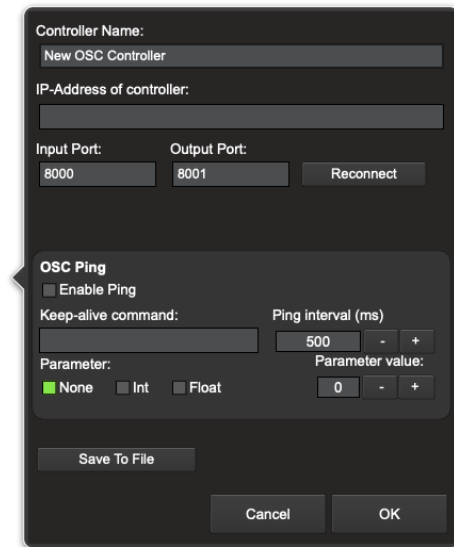 Controller Name:
New OSC Controller
IP-Address of controller:
Input Port: Output Port:
8000 8001 Reconnect
OSC Ping
Enable Ping
Keep-alive command: Ping interval (ms)
500 - +
Parameter: Parameter value:
None Int Float 0 - +
Save To File
Cancel OK